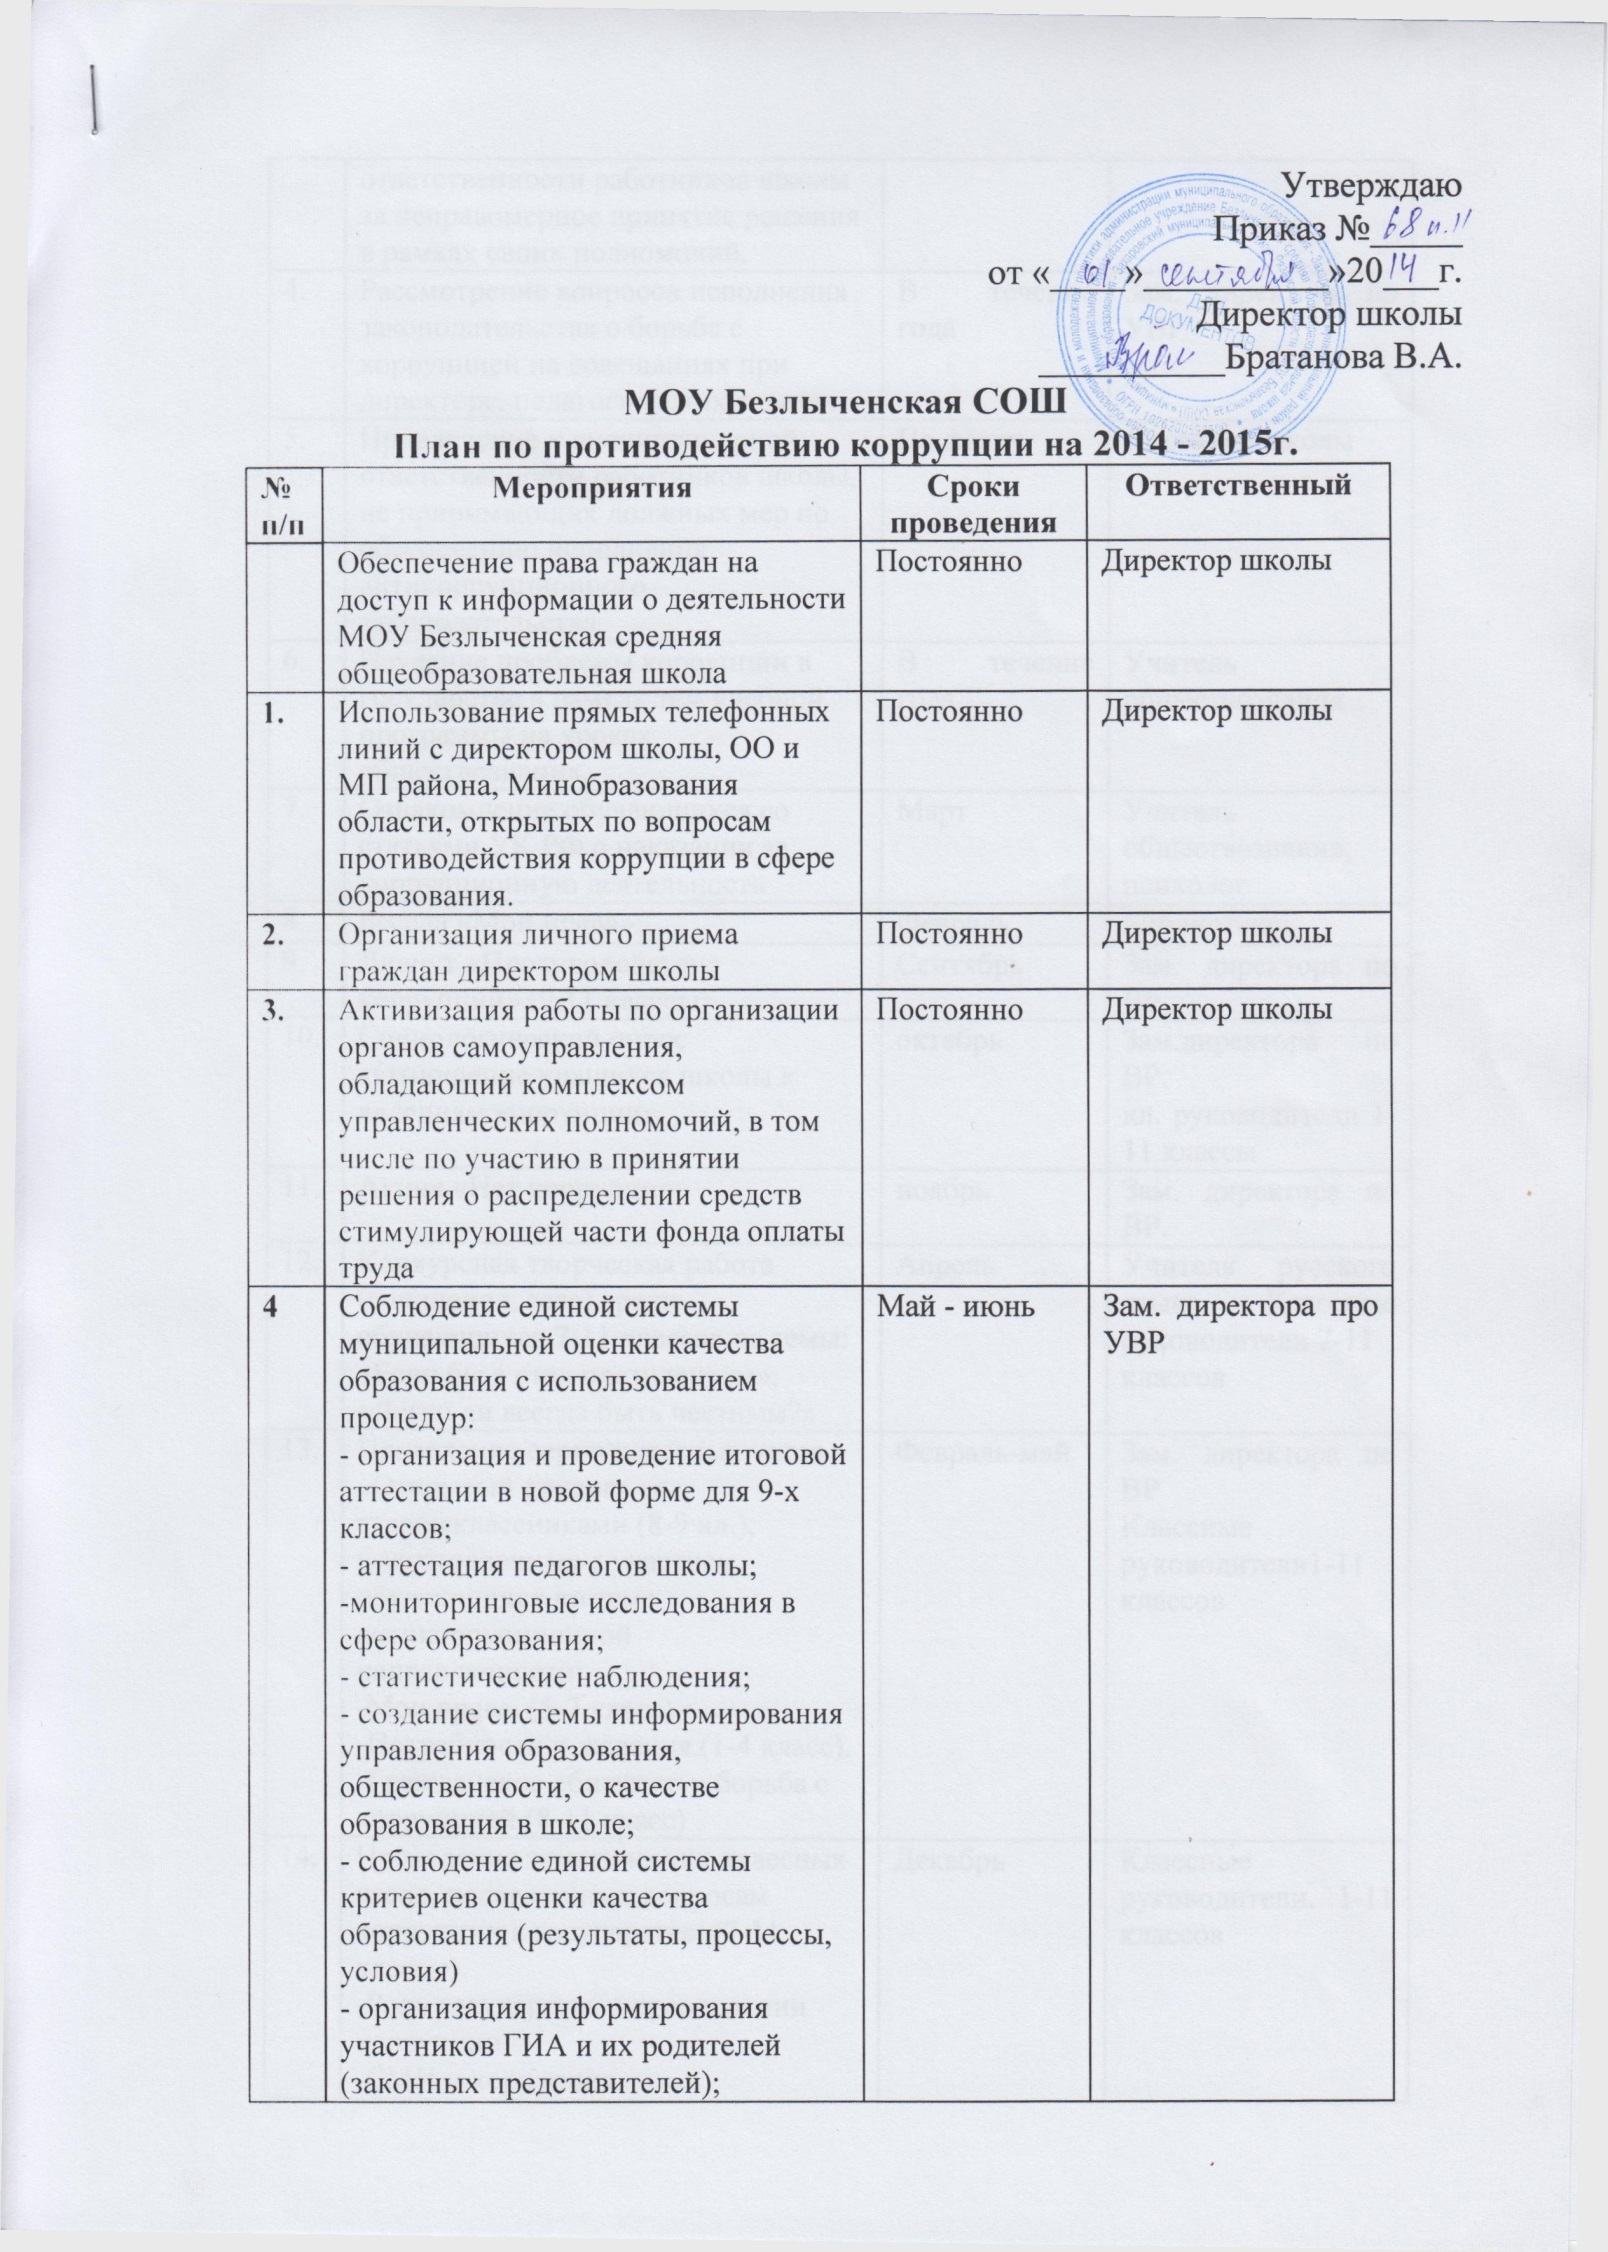 Утверждаю
Приказ № 68
от « 01 » сентября »2014 г.
Директор школы
Братанова В.А.
МОУ Безлыченская СОШ
План по противодействию коррупции на 2014 - 2015г.
№ п/п Мероприятия Сроки проведения Ответственный
Обеспечение права граждан на Постоянно Директор школы
доступ к информации о деятельности
МОУ Безлыченская средняя
общеобразовательная школа
1. Использование прямых телефонных Постоянно Директор школы
линий с директором школы, ОО и
МП района, Минобразования
области, открытых по вопросам
противодействия коррупции в сфере
образования.
2. Организация личного приема Постоянно Директор школы
граждан директором школы
3. Активизация работы по организации Постоянно Директор школы
органов самоуправления,
обладающий комплексом
управленческих полномочий, в том
числе по участию в принятии
решения о распределении средств
стимулирующей части фонда оплаты
труда
4 Соблюдение единой системы Май - июнь Зам. директора про
муниципальной оценки качества УВР
образования с использованием
процедур:
- организация и проведение итоговой
аттестации в новой форме для 9-х
классов;
- аттестация педагогов школы;
-мониторинговые исследования в
сфере образования;
- статистические наблюдения;
- создание системы информирования
управления образования,
общественности, о качестве
образования в школе;
- соблюдение единой системы
критериев оценки качества
образования (результаты, процессы,
условия)
- организация информирования
участников ГИА и их родителей
(законных представителей);
ДЛЯ
ДОКУМЕНТОВ